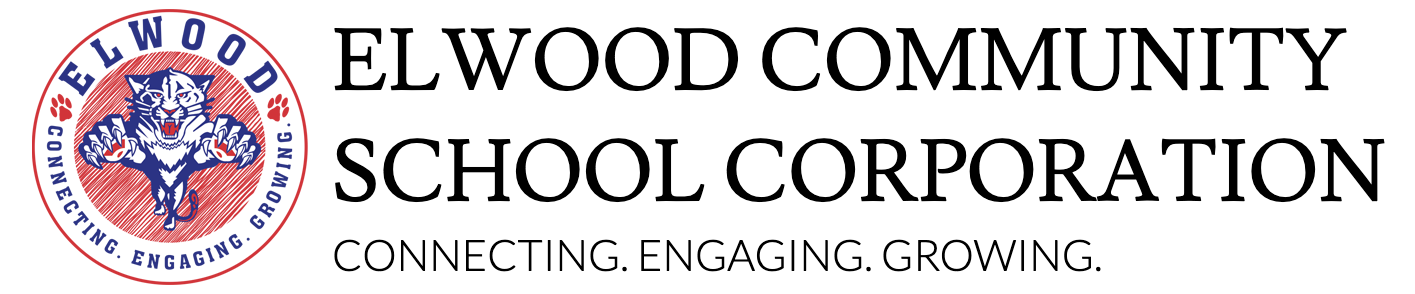 ELWOOD
CONNECTING. ENGAGING. GROWING.
ELWOOD COMMUNITY
SCHOOL CORPORATION
CONNECTING. ENGAGING. GROWING.